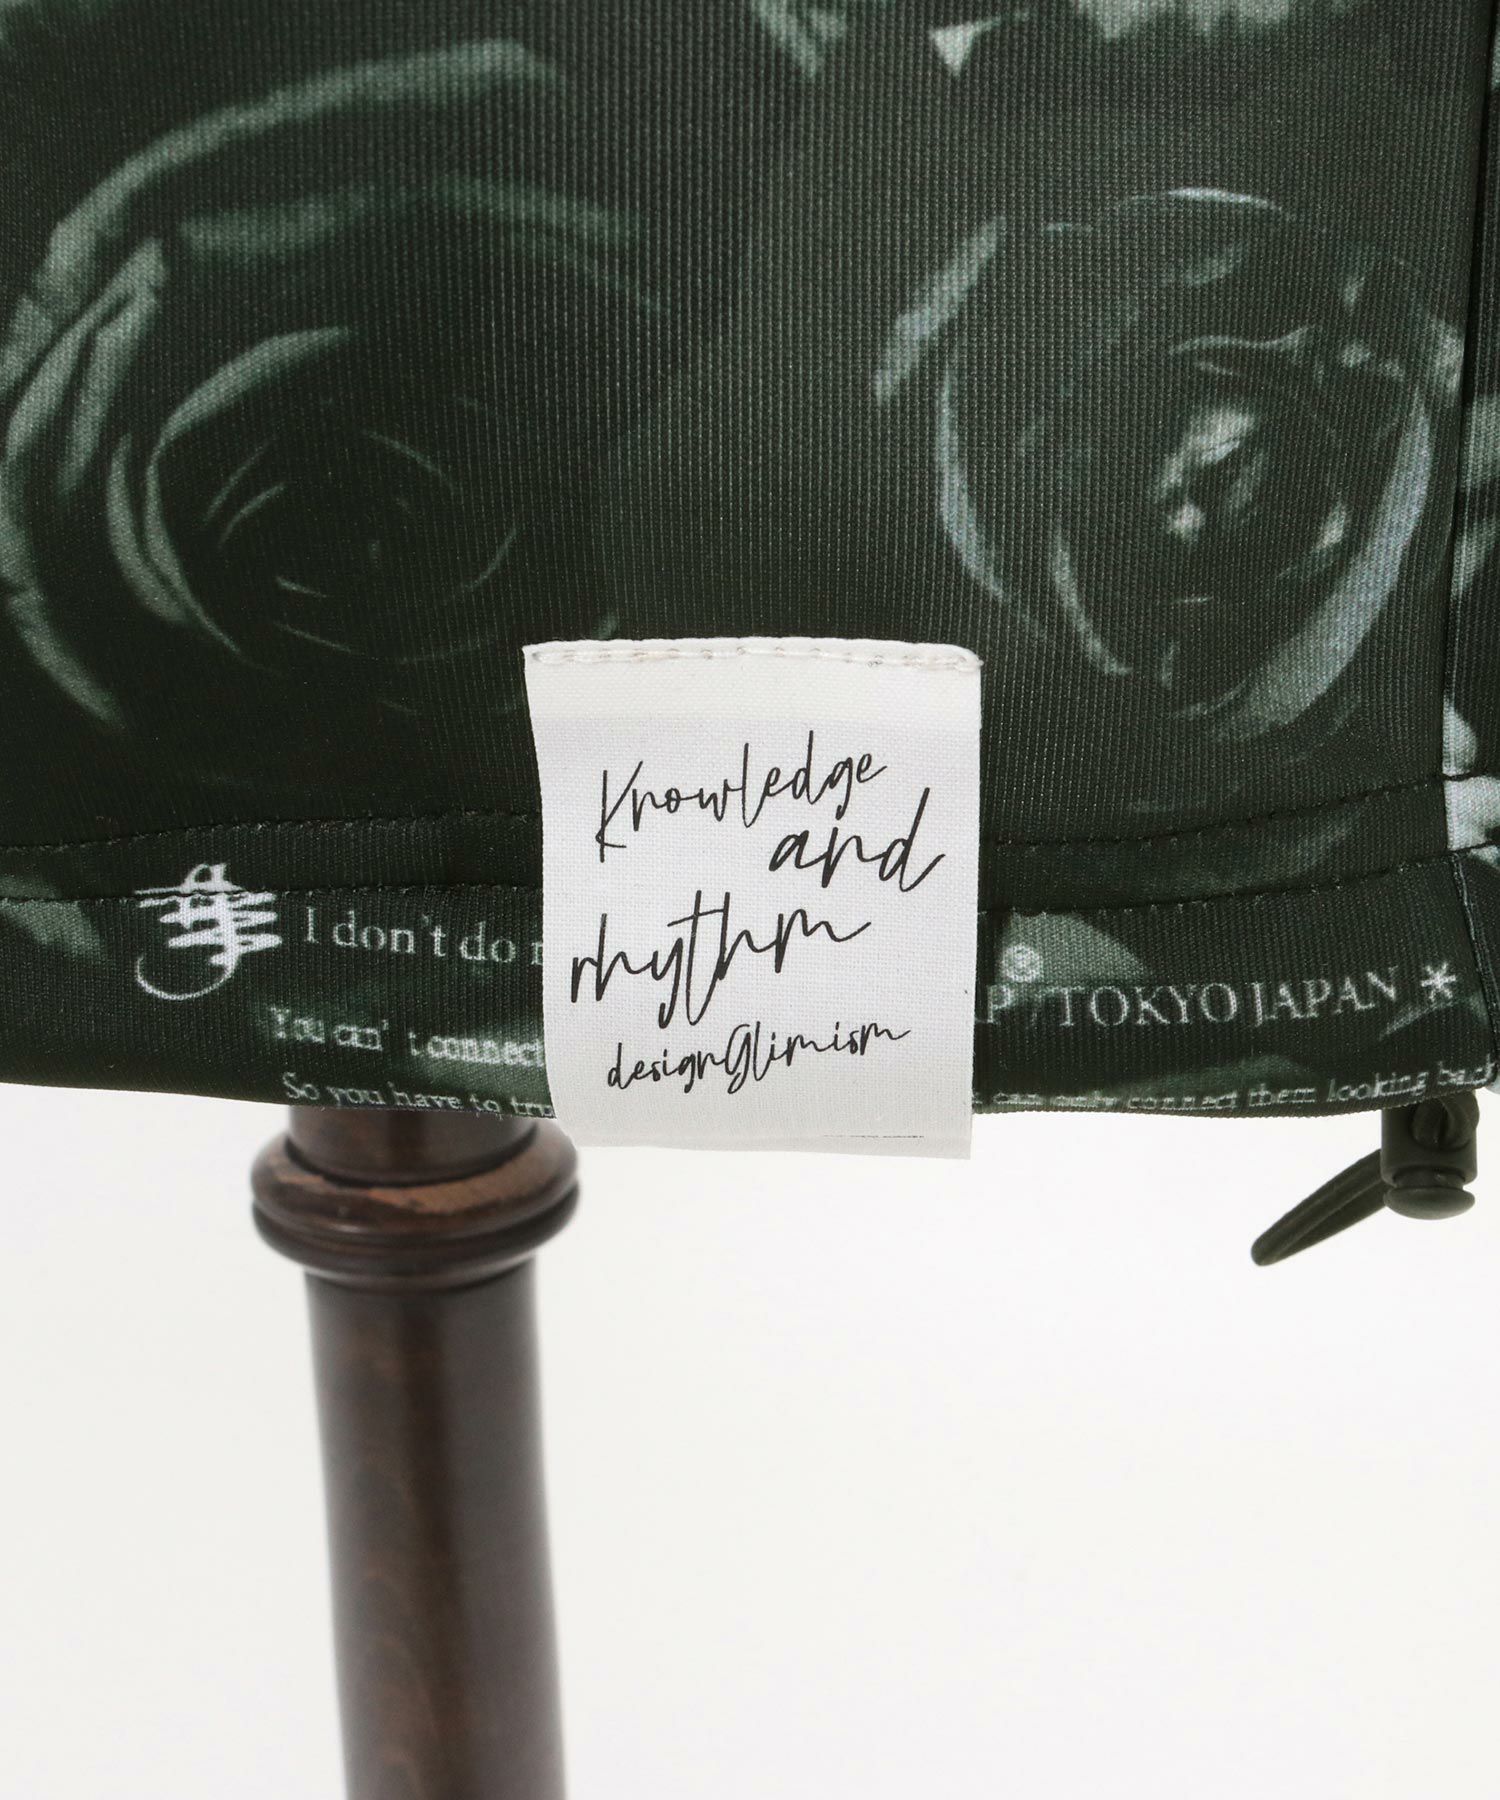 Knowledge
and
rhythm
designGlimism
I don't do
P® TOKYO JAPAN *
You can't connect
So you have to tru
can only connect them looking back